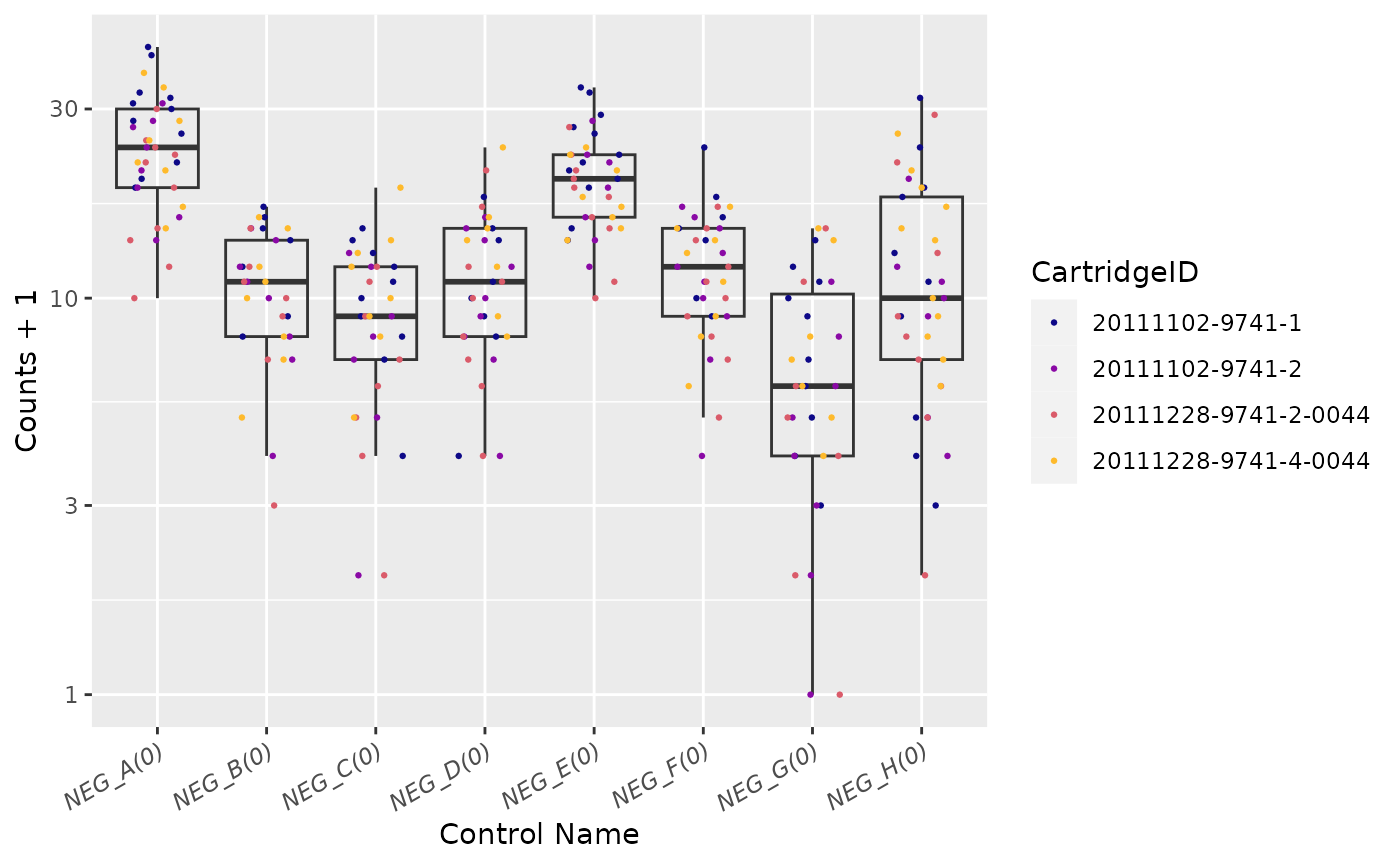 Counts + 1
30
10
3
1
NEG_A(0)
NEG_B(0)
NEG_C(0)
NEG_D(0)
NEG_E(0)
NEG_F(0)
NEG_G(0)
NEG_H(0)
Control Name
CartridgeID
20111102-9741-1
20111102-9741-2
20111228-9741-2-0044
20111228-9741-4-0044